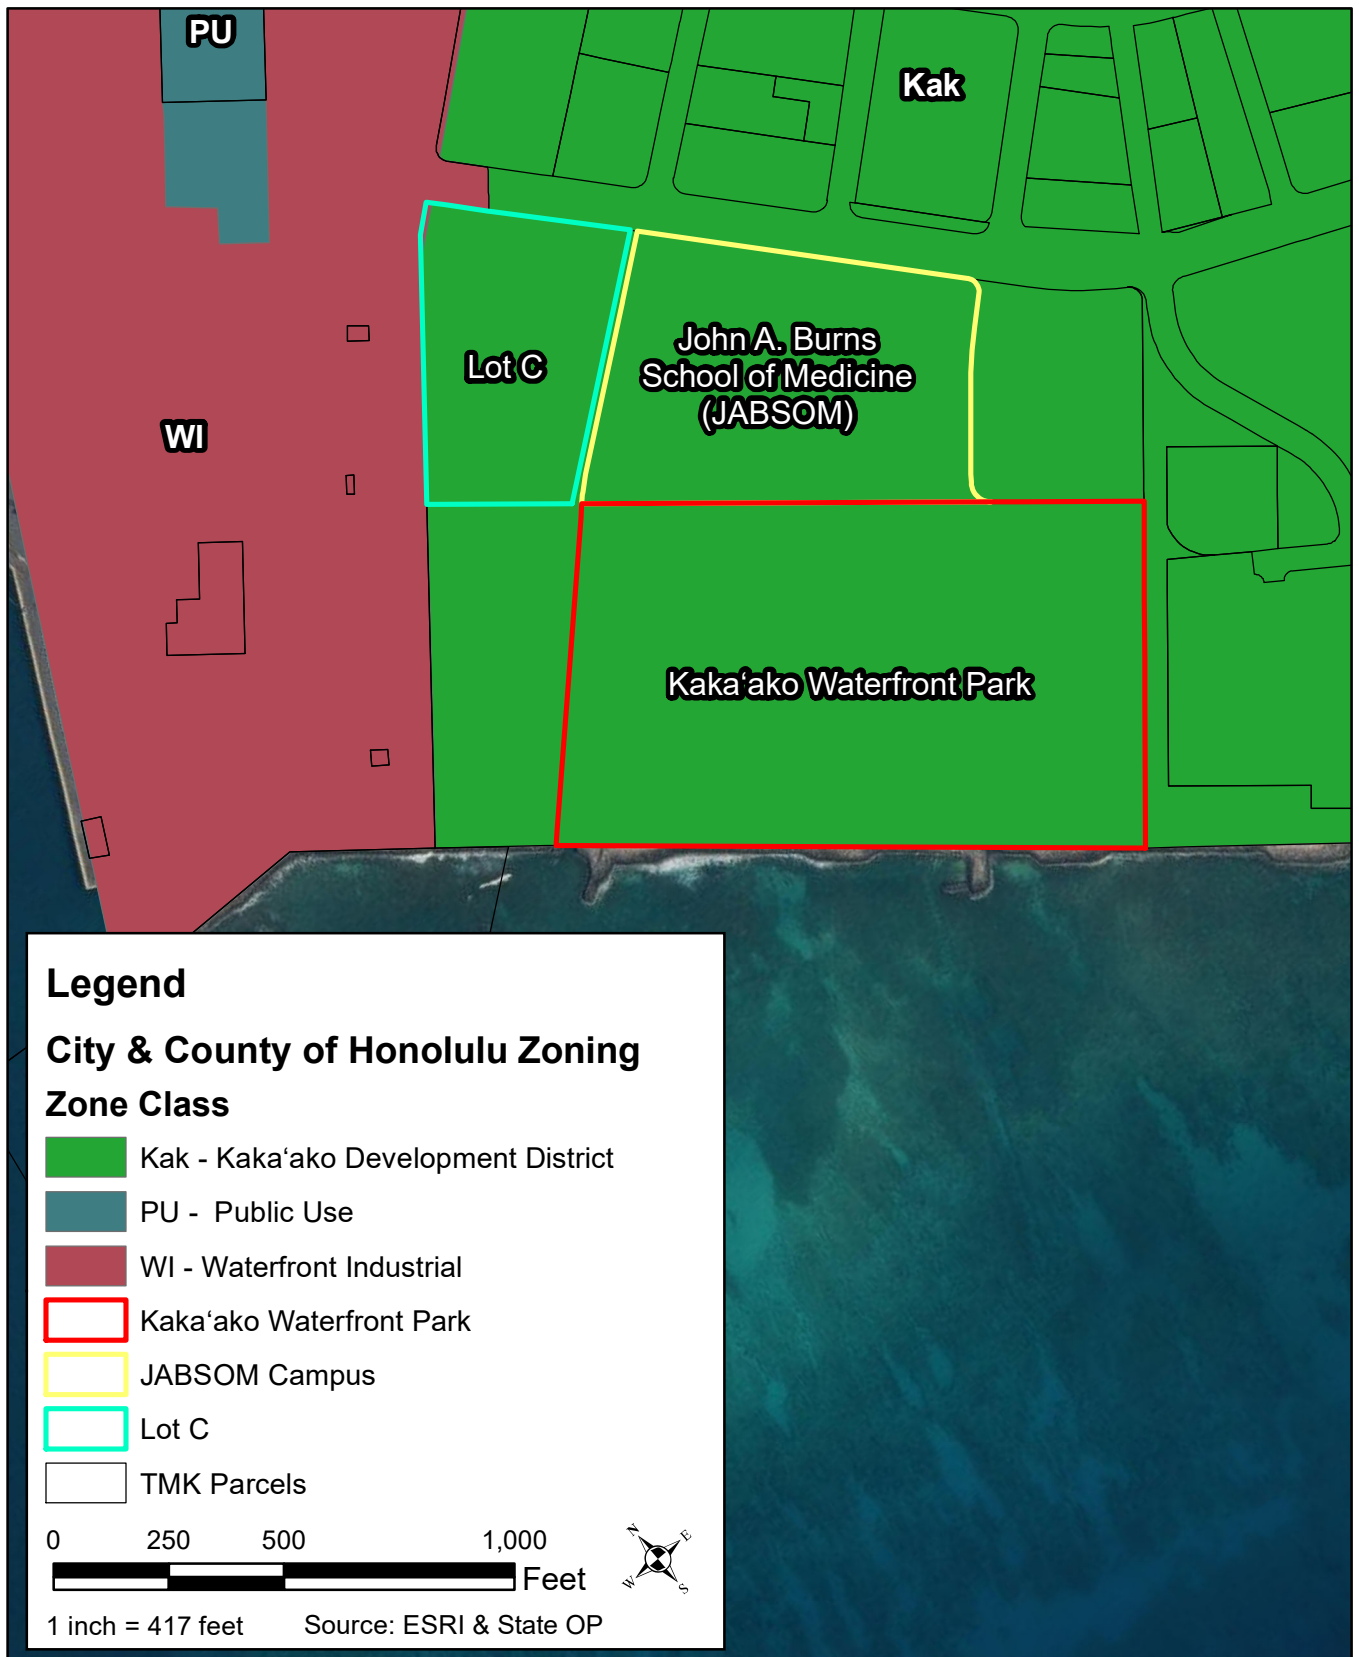 PU
Kak
John A. Burns
School of Medicine
(JABSOM)
Lot C
WI
Kaka‘ako Waterfront Park
Legend
City & County of Honolulu Zoning
Zone Class
Kak - Kaka‘ako Development District
PU - Public Use
WI - Waterfront Industrial
Kaka‘ako Waterfront Park
JABSOM Campus
Lot C
TMK Parcels
0 250 500 1,000
Feet
N E
W S
1 inch = 417 feet Source: ESRI & State OP